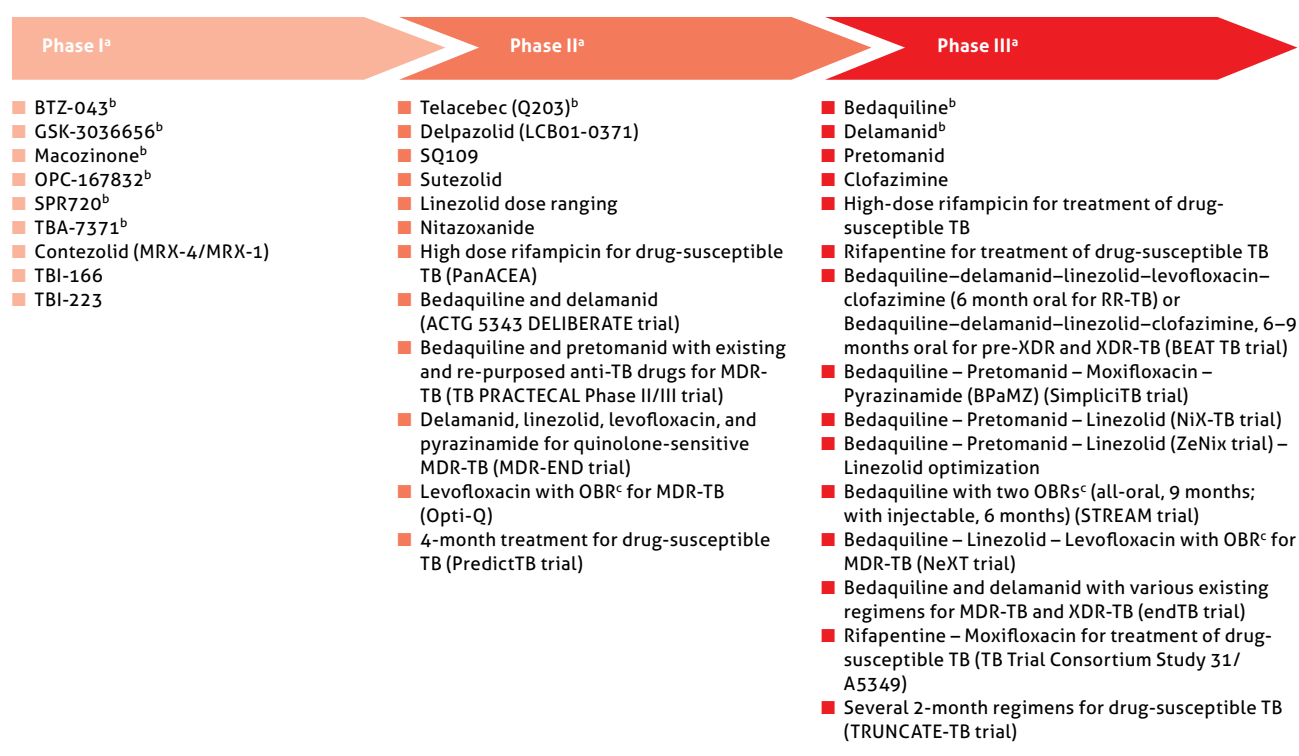 Phase Iᵃ
BTZ-043ᵇ
GSK-3036656ᵇ
Macozinoneᵇ
OPC-167832ᵇ
SPR720ᵇ
TBA-7371ᵇ
Contezolid (MRX-4/MRX-1)
TBI-166
TBI-223
Phase IIᵃ
Telacebec (Q203)ᵇ
Delpazolid (LCB01-0371)
SQ109
Sutezolid
Linezolid dose ranging
Nitazoxanide
High dose rifampicin for drug-susceptible
TB (PanACEA)
Bedaquiline and delamanid
(ACTG 5343 DELIBERATE trial)
Bedaquiline and pretomanid with existing
and re-purposed anti-TB drugs for MDR-
TB (TB PRACTECAL Phase II/III trial)
Delamanid, linezolid, levofloxacin, and
pyrazinamide for quinolone-sensitive
MDR-TB (MDR-END trial)
Levofloxacin with OBRᶜ for MDR-TB
(Opti-Q)
4-month treatment for drug-susceptible
TB (PredictTB trial)
Phase IIIᵃ
Bedaquilineᵇ
Delamanidᵇ
Pretomanid
Clofazimine
High-dose rifampicin for treatment of drug-
susceptible TB
Rifapentine for treatment of drug-susceptible TB
Bedaquiline–delamanid–linezolid–levofloxacin–
clofazimine (6 month oral for RR-TB) or
Bedaquiline–delamanid–linezolid–clofazimine, 6–9
months oral for pre-XDR and XDR-TB (BEAT TB trial)
Bedaquiline – Pretomanid – Moxifloxacin –
Pyrazinamide (BPaMZ) (SimpliciTB trial)
Bedaquiline – Pretomanid – Linezolid (NiX-TB trial)
Bedaquiline – Pretomanid – Linezolid (ZeNix trial) –
Linezolid optimization
Bedaquiline with two OBRsᶜ (all-oral, 9 months;
with injectable, 6 months) (STREAM trial)
Bedaquiline – Linezolid – Levofloxacin with OBRᶜ for
MDR-TB (NeXT trial)
Bedaquiline and delamanid with various existing
regimens for MDR-TB and XDR-TB (endTB trial)
Rifapentine – Moxifloxacin for treatment of drug-
susceptible TB (TB Trial Consortium Study 31/
A5349)
Several 2-month regimens for drug-susceptible TB
(TRUNCATE-TB trial)